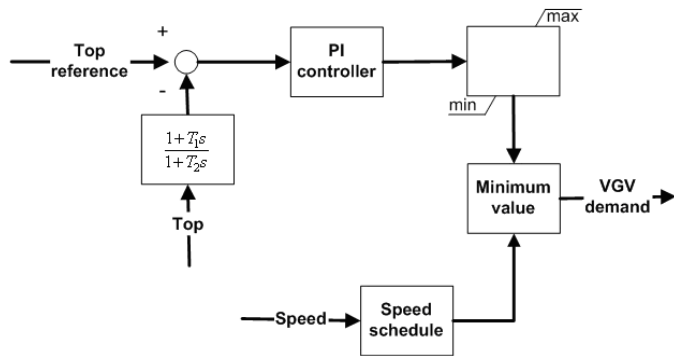 max
+
Top
reference
PI
controller
-
min
1+T₁s
1+T₂s
Minimum
value
VGV
demand
Top
Speed
Speed
schedule